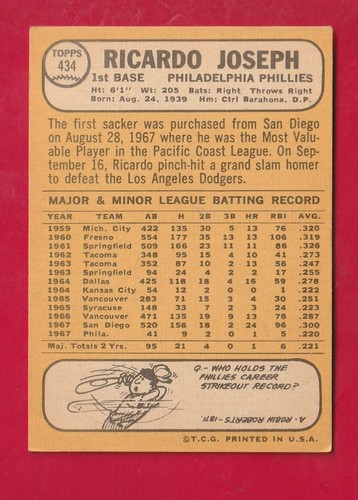 TOPPS
434
RICARDO JOSEPH
1st BASE PHILADELPHIA PHILLIES
Ht: 6'1" Wt: 205 Bats: Right Throws Right
Born: Aug. 24, 1939 Hm: Ctrl Barahona, D.P.
The first sacker was purchased from San Diego
on August 28, 1967 where he was the Most Valu-
able Player in the Pacific Coast League. On Sep-
tember 16, Ricardo pinch-hit a grand slam homer
to defeat the Los Angeles Dodgers.
MAJOR & MINOR LEAGUE BATTING RECORD
YEAR TEAM AB H 2B 3B HR RBI AVG.
1959 Mich. City 422 135 30 5 13 76 .320
1960 Fresno 554 177 35 13 13 106 .319
1961 Springfield 509 166 23 11 11 86 .326
1962 Tacoma 348 95 15 4 10 41 .273
1963 Tacoma 352 87 10 2 13 56 .247
1963 Springfield 94 24 4 2 2 17 .255
1964 Dallas 425 118 18 4 16 59 .278
1964 Kansas City 54 12 2 0 0 1 .222
1965 Vancouver 283 71 15 3 4 30 .251
1965 Syracuse 148 33 7 2 3 24 .223
1966 Vancouver 471 135 19 9 13 78 .287
1967 San Diego 520 156 18 2 24 96 .300
1967 Phila. 41 9 2 0 1 5 .220
Maj. Totals 2 Yrs. 95 21 4 0 1 6 .221
Q.- WHO HOLDS THE
PHILLIES CAREER
STRIKEOUT RECORD?
A- ROBIN ROBERTS - 1871.
©T.C.G. PRINTED IN U.S.A.